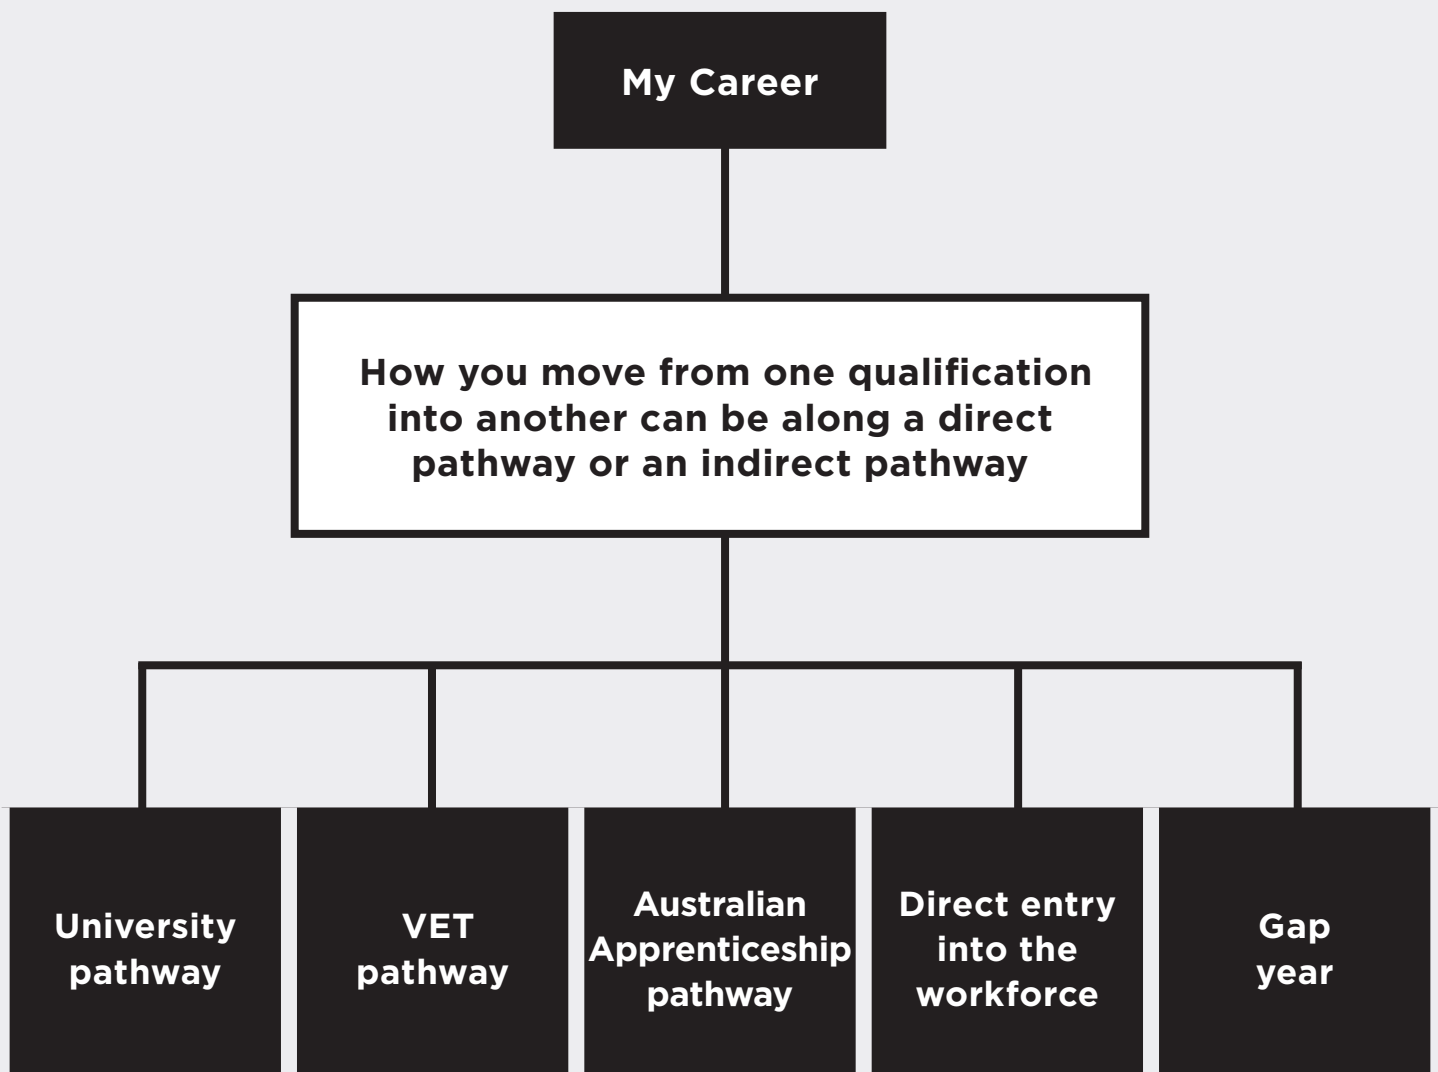 My Career
How you move from one qualification
into another can be along a direct
pathway or an indirect pathway
University
pathway
VET
pathway
Australian
Apprenticeship
pathway
Direct entry
into the
workforce
Gap
year